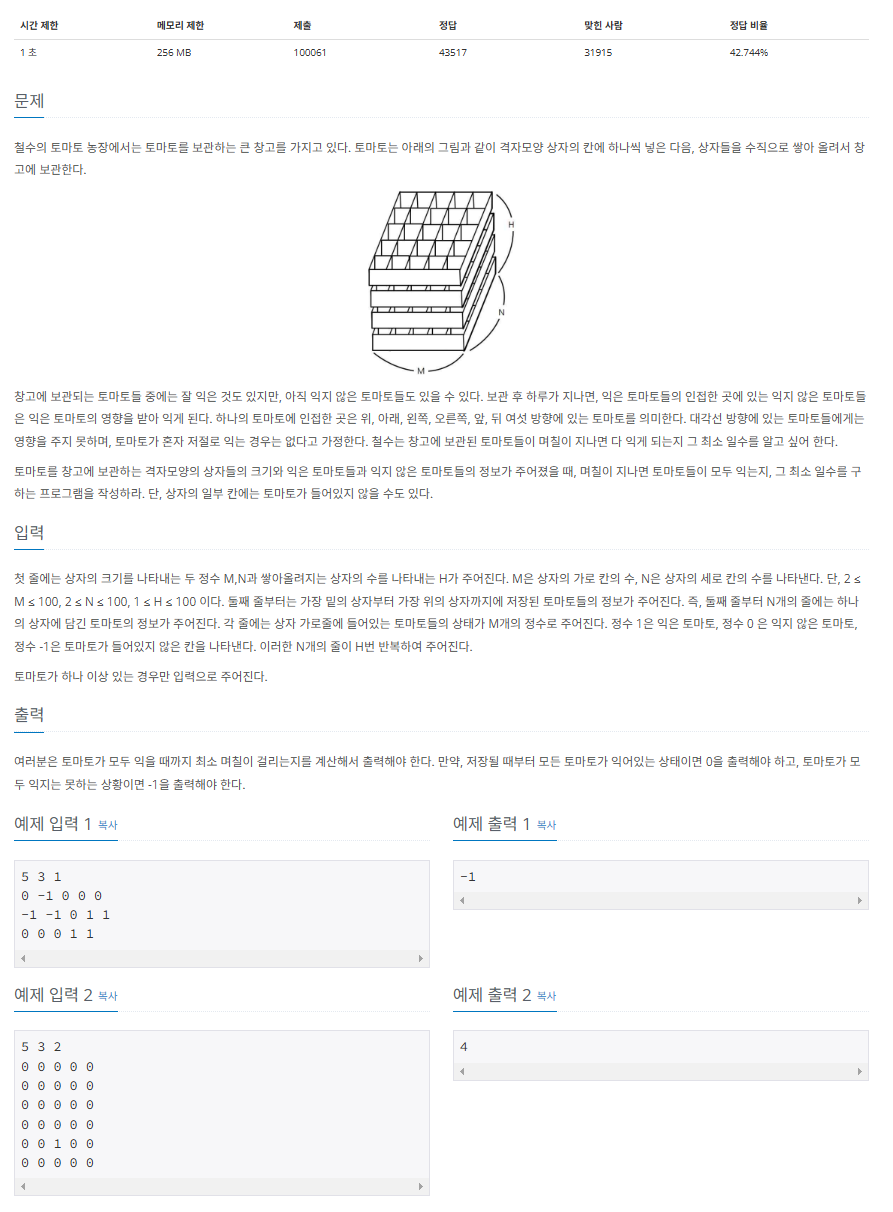 시간 제한 메모리 제한 제출 정답 맞힌 사람 정답 비율
1 초 256 MB 100061 43517 31915 42.744%
문제
철수의 토마토 농장에서는 토마토를 보관하는 큰 창고를 가지고 있다. 토마토는 아래의 그림과 같이 격자모양 상자의 칸에 하나씩 넣은 다음, 상자들을 수직으로 쌓아 올려서 창
고에 보관한다.
H
N
M
창고에 보관되는 토마토들 중에는 잘 익은 것도 있지만, 아직 익지 않은 토마토들도 있을 수 있다. 보관 후 하루가 지나면, 익은 토마토들의 인접한 곳에 있는 익지 않은 토마토들
은 익은 토마토의 영향을 받아 익게 된다. 하나의 토마토에 인접한 곳은 위, 아래, 왼쪽, 오른쪽, 앞, 뒤 여섯 방향에 있는 토마토를 의미한다. 대각선 방향에 있는 토마토들에게는
영향을 주지 못하며, 토마토가 혼자 저절로 익는 경우는 없다고 가정한다. 철수는 창고에 보관된 토마토들이 며칠이 지나면 다 익게 되는지 그 최소 일수를 알고 싶어 한다.
토마토를 창고에 보관하는 격자모양의 상자들의 크기와 익은 토마토들과 익지 않은 토마토들의 정보가 주어졌을 때, 며칠이 지나면 토마토들이 모두 익는지, 그 최소 일수를 구
하는 프로그램을 작성하라. 단, 상자의 일부 칸에는 토마토가 들어있지 않을 수도 있다.
입력
첫 줄에는 상자의 크기를 나타내는 두 정수 M,N과 쌓아올려지는 상자의 수를 나타내는 H가 주어진다. M은 상자의 가로 칸의 수, N은 상자의 세로 칸의 수를 나타낸다. 단, 2 ≤
M ≤ 100, 2 ≤ N ≤ 100, 1 ≤ H ≤ 100 이다. 둘째 줄부터는 가장 밑의 상자부터 가장 위의 상자까지에 저장된 토마토들의 정보가 주어진다. 즉, 둘째 줄부터 N개의 줄에는 하나
의 상자에 담긴 토마토의 정보가 주어진다. 각 줄에는 상자 가로줄에 들어있는 토마토들의 상태가 M개의 정수로 주어진다. 정수 1은 익은 토마토, 정수 0 은 익지 않은 토마토,
정수 -1은 토마토가 들어있지 않은 칸을 나타낸다. 이러한 N개의 줄이 H번 반복하여 주어진다.
토마토가 하나 이상 있는 경우만 입력으로 주어진다.
출력
여러분은 토마토가 모두 익을 때까지 최소 며칠이 걸리는지를 계산해서 출력해야 한다. 만약, 저장될 때부터 모든 토마토가 익어있는 상태이면 0을 출력해야 하고, 토마토가 모
두 익지는 못하는 상황이면 -1을 출력해야 한다.
예제 입력 1 복사
5 3 1
0 -1 0 0 0
-1 -1 0 1 1
0 0 0 1 1
예제 출력 1 복사
-1
예제 입력 2 복사
5 3 2
0 0 0 0 0
0 0 0 0 0
0 0 0 0 0
0 0 0 0 0
0 0 1 0 0
0 0 0 0 0
예제 출력 2 복사
4